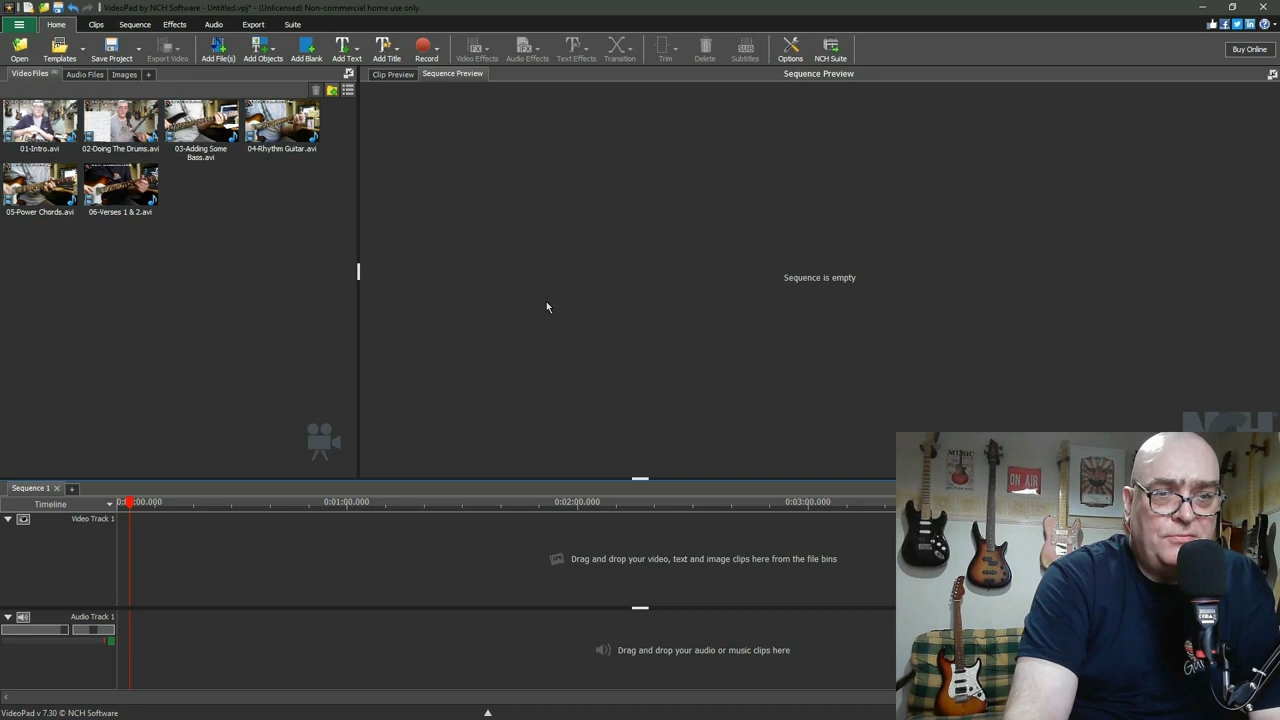 VideoPad by NCH Software - Untitled.vpj* - (Unlicensed) Non-commercial home use only
Home Clips Sequence Effects Audio Export Suite
Open Templates Save Project Export Video Add File(s) Add Objects Add Blank Add Text Add Title Record Video Effects Audio Effects Text Effects Transition Trim Delete Subtitles Options NCH Suite Buy Online
SUB
Video Files Audio Files Images + Clip Preview Sequence Preview Sequence Preview
01-Intro.avi 02-Doing The Drums.avi 03-Adding Some Bass.avi 04-Rhythm Guitar.avi
05-Power Chords.avi 06-Verses 1 & 2.avi
Sequence is empty
NCH
MUSIC
ON AIR
Sequence 1 × +
Timeline 0:01:00.000 0:02:00.000 0:03:00.000
Video Track 1
Drag and drop your video, text and image clips here from the file bins
Audio Track 1
Drag and drop your audio or music clips here
VideoPad v 7.30 © NCH Software